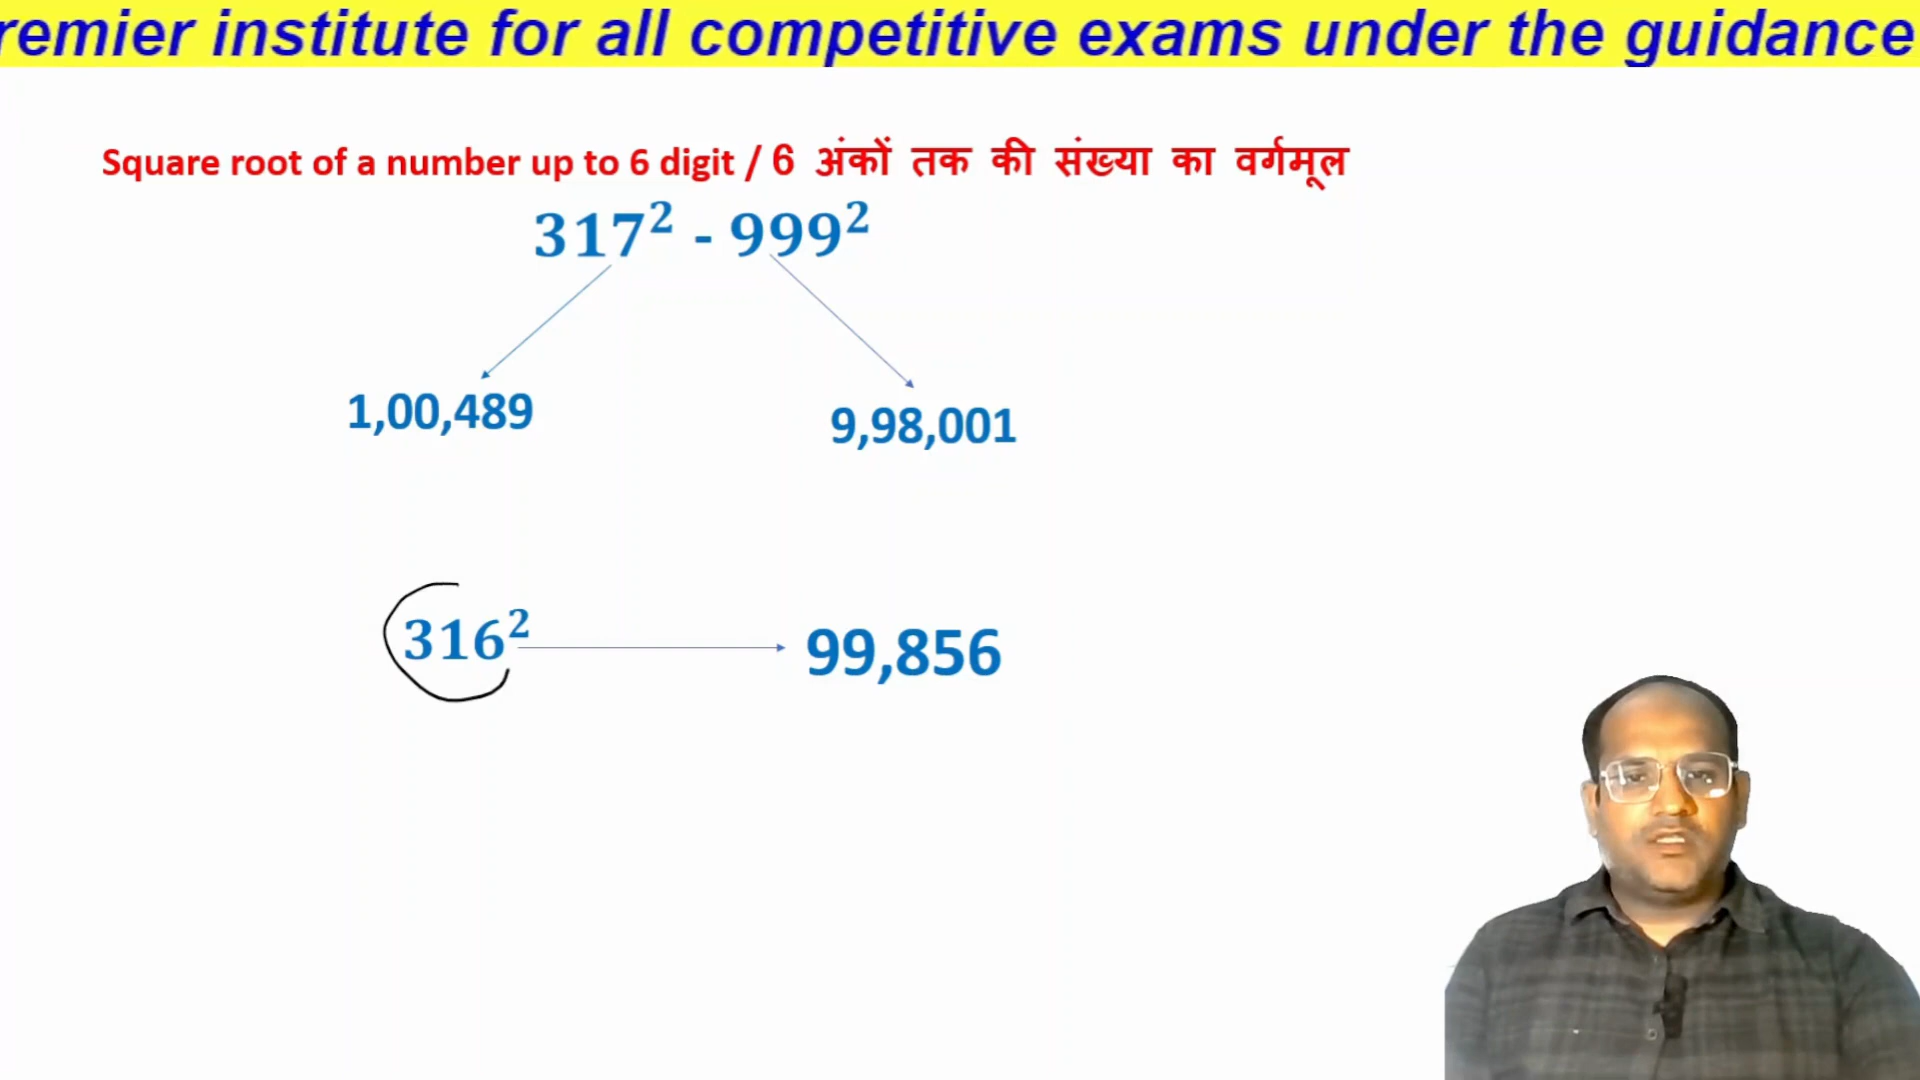 remier institute for all competitive exams under the guidance
Square root of a number up to 6 digit / 6 अंकों तक की संख्या का वर्गमूल
317² - 999²
1,00,489 9,98,001
316² 99,856